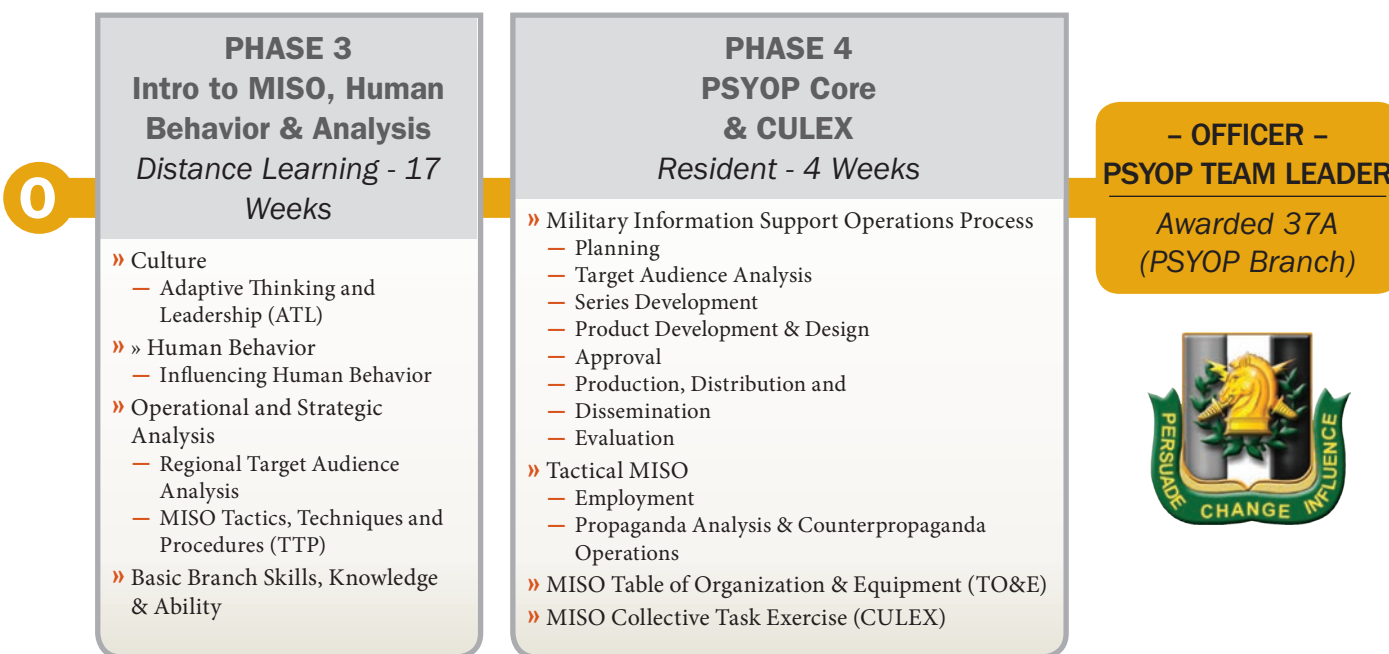 O
PHASE 3
Intro to MISO, Human
Behavior & Analysis
Distance Learning - 17
Weeks
» Culture
— Adaptive Thinking and
Leadership (ATL)
» » Human Behavior
— Influencing Human Behavior
» Operational and Strategic
Analysis
— Regional Target Audience
Analysis
— MISO Tactics, Techniques and
Procedures (TTP)
» Basic Branch Skills, Knowledge
& Ability
PHASE 4
PSYOP Core
& CULEX
Resident - 4 Weeks
» Military Information Support Operations Process
— Planning
— Target Audience Analysis
— Series Development
— Product Development & Design
— Approval
— Production, Distribution and
— Dissemination
— Evaluation
» Tactical MISO
— Employment
— Propaganda Analysis & Counterpropaganda
Operations
» MISO Table of Organization & Equipment (TO&E)
» MISO Collective Task Exercise (CULEX)
– OFFICER –
PSYOP TEAM LEADER
Awarded 37A
(PSYOP Branch)
PERSUADE
CHANGE
INFLUENCE